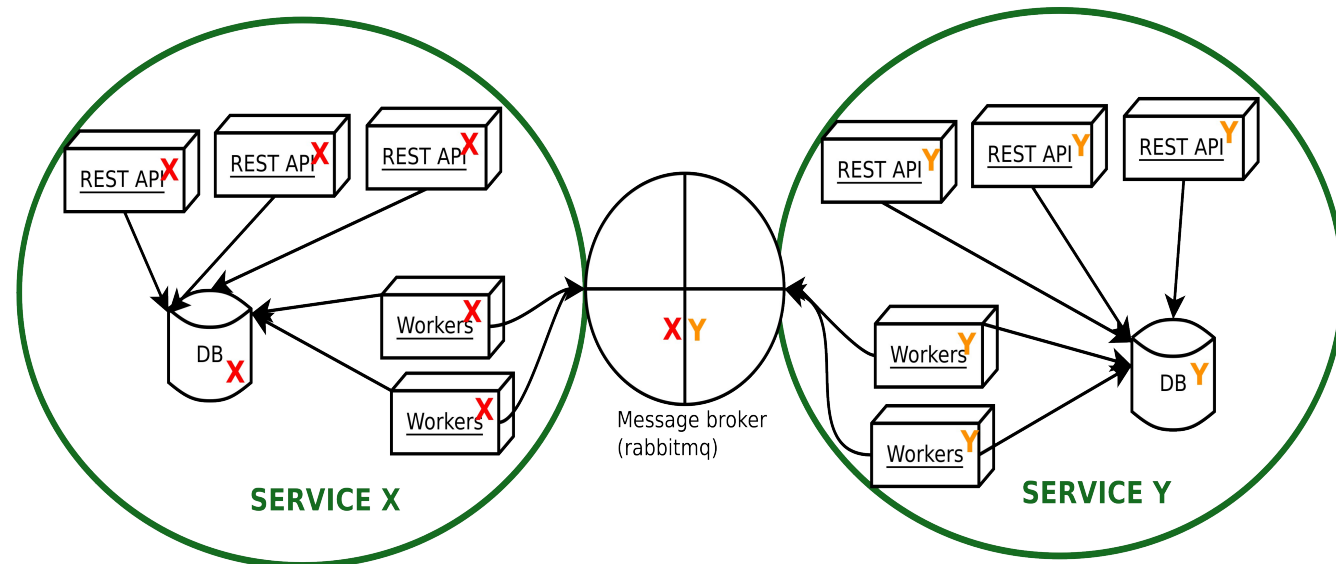 REST API X
REST API X
REST API X
REST API Y
REST API Y
REST API Y
Workers X
Workers X
DB X
X Y
Message broker
(rabbitmq)
Workers Y
Workers Y
DB Y
SERVICE X
SERVICE Y